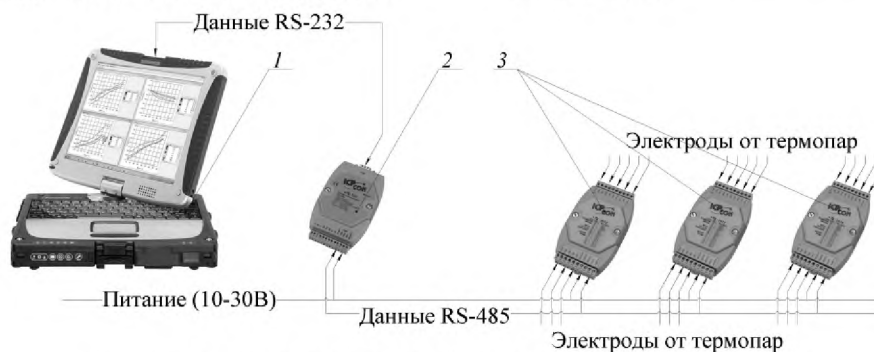 Данные RS-232
1
2
3
Электроды от термопар
Питание (10-30В)
Данные RS-485
Электроды от термопар